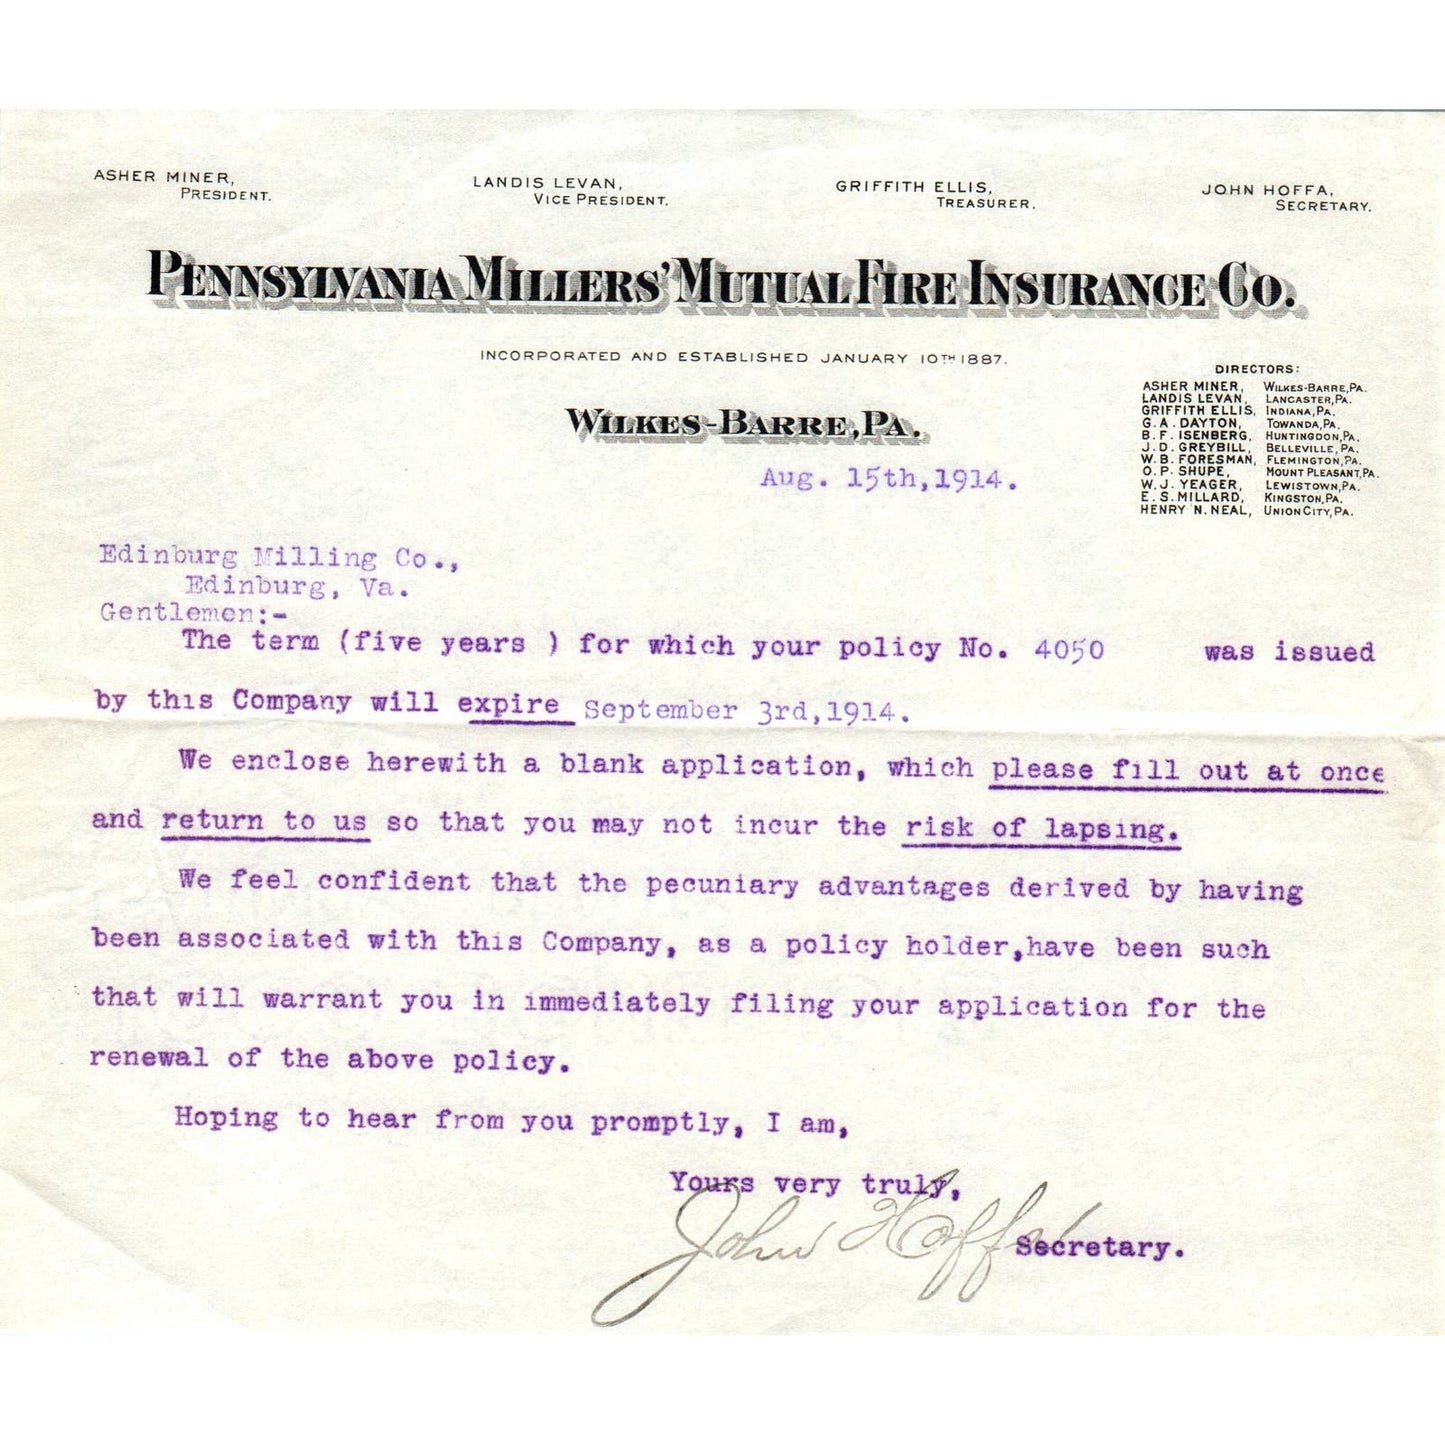 ASHER MINER,
PRESIDENT.
LANDIS LEVAN,
VICE PRESIDENT.
GRIFFITH ELLIS,
TREASURER.
JOHN HOFFA,
SECRETARY.
PENNSYLVANIA MILLERS' MUTUAL FIRE INSURANCE CO.
INCORPORATED AND ESTABLISHED JANUARY 10TH 1887.
WILKES-BARRE, PA.
DIRECTORS:
ASHER MINER, WILKES-BARRE, PA.
LANDIS LEVAN, LANCASTER, PA.
GRIFFITH ELLIS, INDIANA, PA.
G. A. DAYTON, TOWANDA, PA.
B. F. ISENBERG, HUNTINGDON, PA.
J. D. GREYBILL, BELLEVILLE, PA.
W. B. FORESMAN, FLEMINGTON, PA.
O. P. SHUPE, MOUNT PLEASANT, PA.
W. J. YEAGER, LEWISTOWN, PA.
E. S. MILLARD, KINGSTON, PA.
HENRY N. NEAL, UNION CITY, PA.
Aug. 15th,1914.
Edinburg Milling Co.,
Edinburg, Va.
Gentlemen:-
The term (five years ) for which your policy No. 4050 was issued
by this Company will expire September 3rd,1914.
We enclose herewith a blank application, which please fill out at once
and return to us so that you may not incur the risk of lapsing.
We feel confident that the pecuniary advantages derived by having
been associated with this Company, as a policy holder,have been such
that will warrant you in immediately filing your application for the
renewal of the above policy.
Hoping to hear from you promptly, I am,
Yours very truly,
John Hoffa
Secretary.